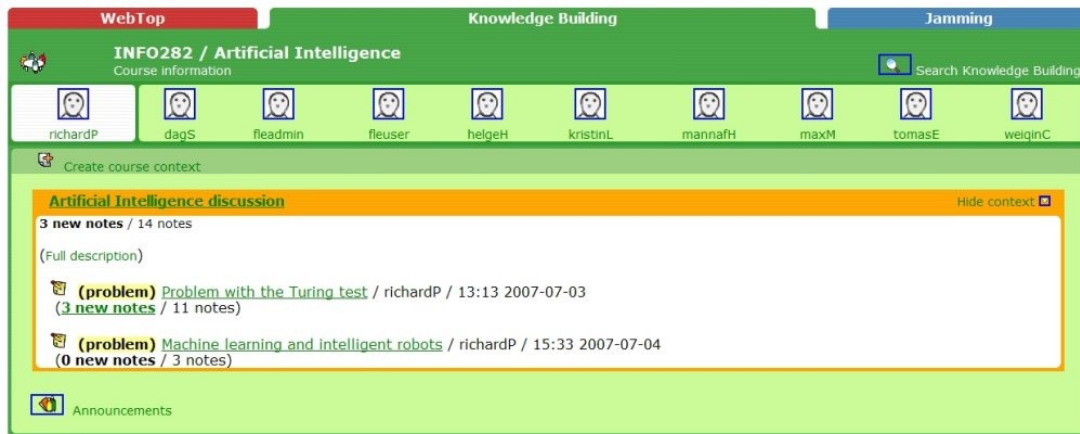 WebTop Knowledge Building Jamming
INFO282 / Artificial Intelligence
Course information
Search Knowledge Building
richardP dagS fleadmin fleuser helgeH kristinL mannafH maxM tomasE weiqinC
Create course context
Artificial Intelligence discussion Hide context
3 new notes / 14 notes
(Full description)
(problem) Problem with the Turing test / richardP / 13:13 2007-07-03
(3 new notes / 11 notes)
(problem) Machine learning and intelligent robots / richardP / 15:33 2007-07-04
(0 new notes / 3 notes)
Announcements